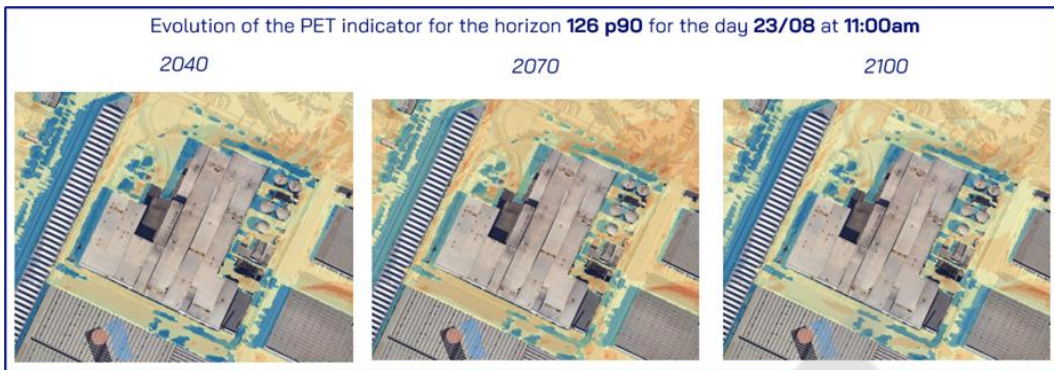 Evolution of the PET indicator for the horizon 126 p90 for the day 23/08 at 11:00am
2040
2070
2100